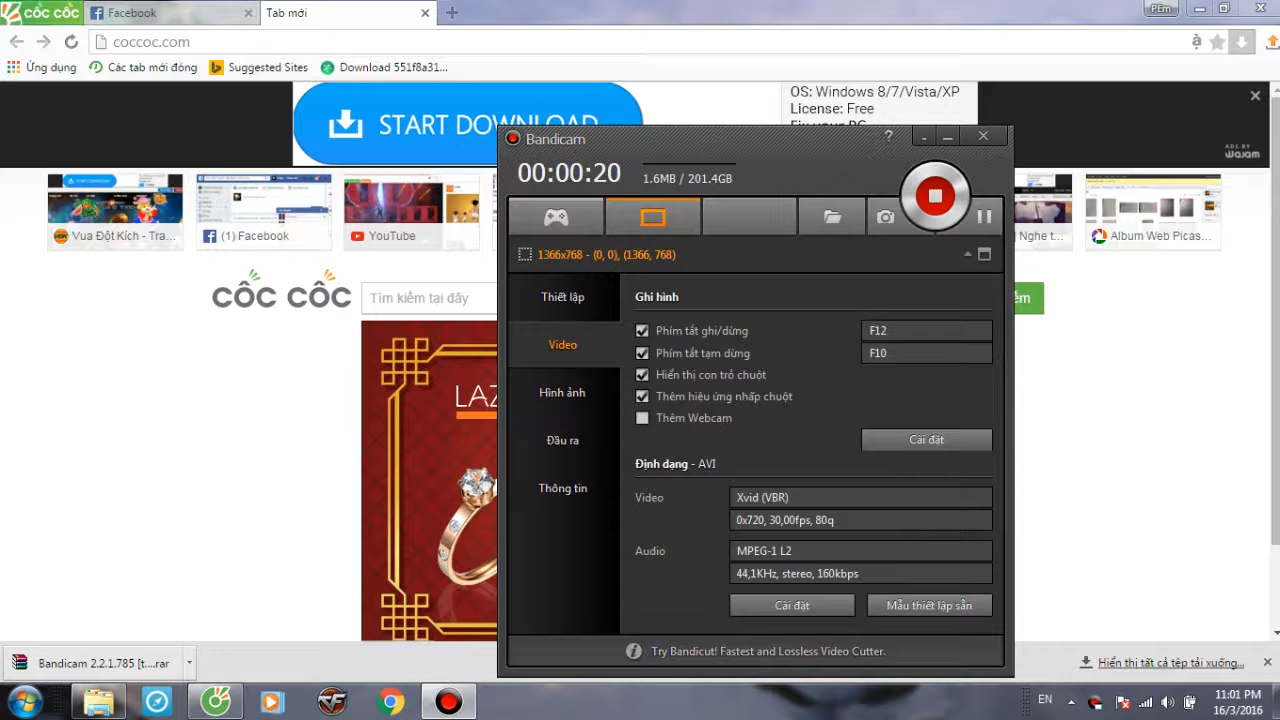 CỐC CỐC
Facebook
Tab mới
PEm
coccoc.com
à
Ứng dụng
Các tab mới đóng
Suggested Sites
Download 551f8a31...
START DOWNLOAD
OS: Windows 8/7/Vista/XP
License: Free
Fix your PC
ADS BY
wajam
Vua Đột Kích - Tra...
(1) Facebook
YouTube
Nghe t
Album Web Picas...
CỐC CỐC
Tìm kiếm tại đây
LAZ
Bandicam
?
00:00:20
1.6MB / 201.4GB
1366x768 - (0, 0), (1366, 768)
Thiết lập
Video
Hình ảnh
Đầu ra
Thông tin
Ghi hình
Phím tắt ghi/dừng
F12
Phím tắt tạm dừng
F10
Hiển thị con trỏ chuột
Thêm hiệu ứng nhấp chuột
Thêm Webcam
Cài đặt
Định dạng - AVI
Video
Xvid (VBR)
0x720, 30,00fps, 80q
Audio
MPEG-1 L2
44,1KHz, stereo, 160kbps
Cài đặt
Mẫu thiết lập sẵn
Try Bandicut! Fastest and Lossless Video Cutter.
Bandicam 2.2.1.785 [t....rar
Hiển thị tất cả tệp tải xuống...
EN
11:01 PM
16/3/2016